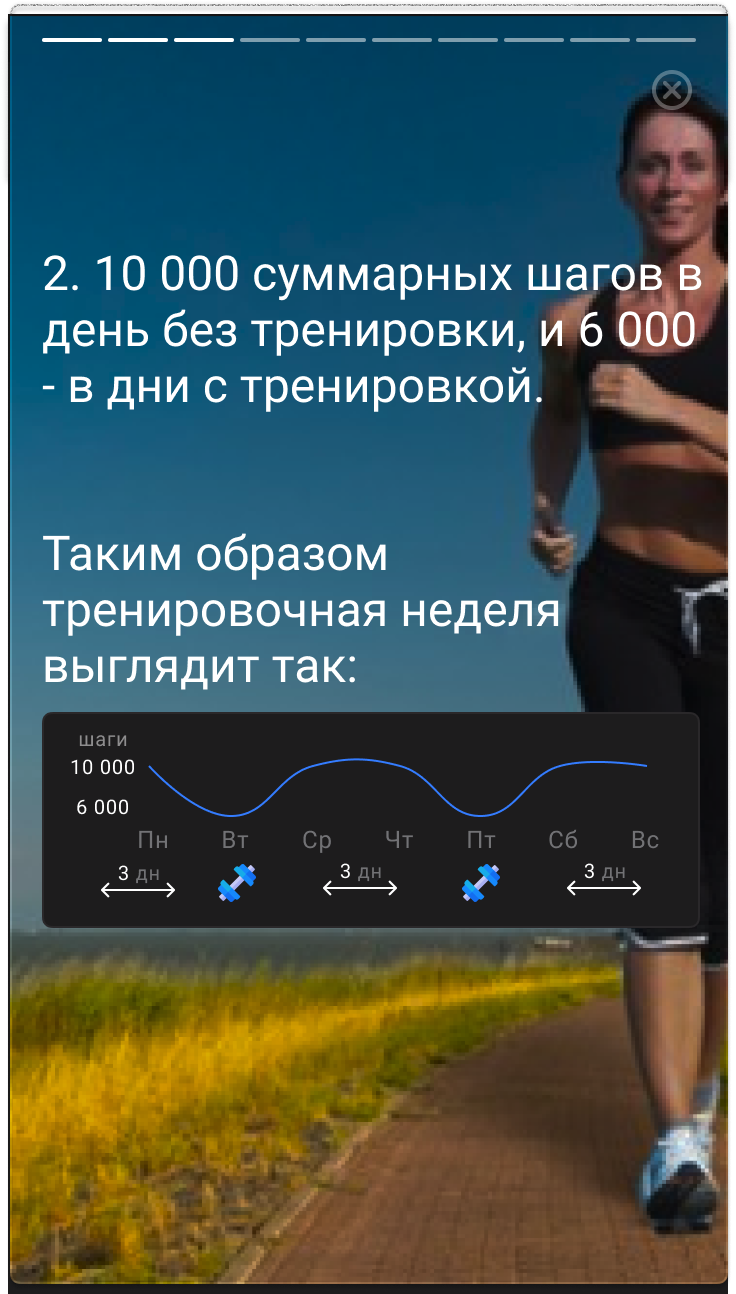 2. 10 000 суммарных шагов в
день без тренировки, и 6 000
- в дни с тренировкой.
Таким образом
тренировочная неделя
выглядит так:
шаги
10 000
6 000
Пн Вт Ср Чт Пт Сб Вс
3 дн 3 дн 3 дн